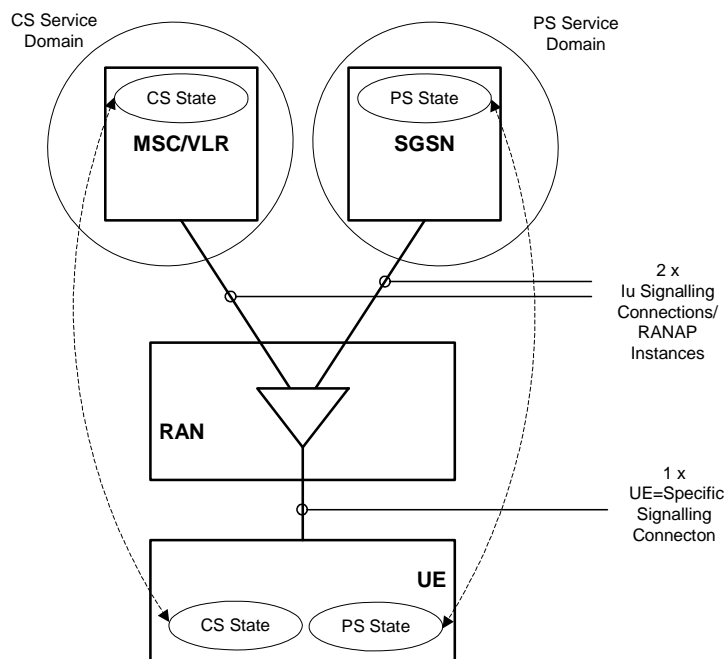 CS Service
Domain
PS Service
Domain
CS State
MSC/VLR
PS State
SGSN
2 x
Iu Signalling
Connections/
RANAP
Instances
RAN
1 x
UE=Specific
Signalling
Connecton
UE
CS State
PS State